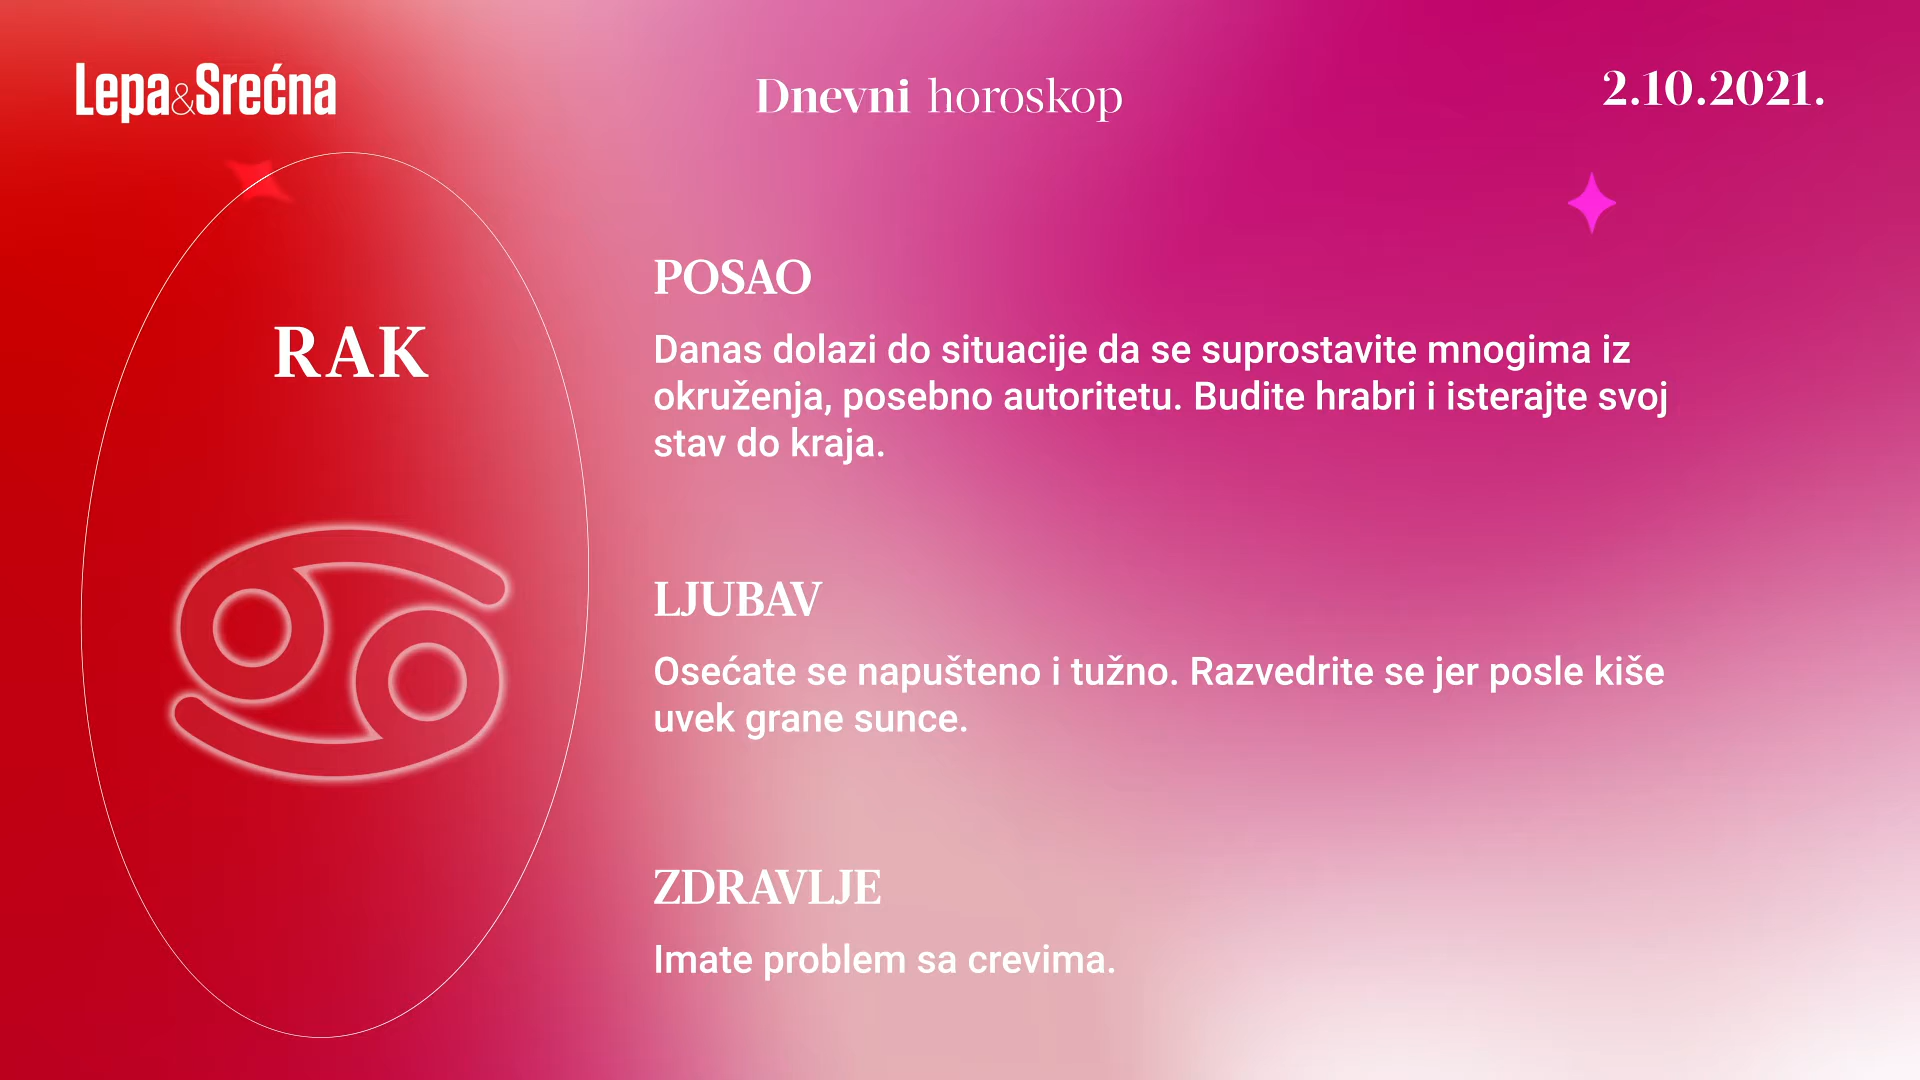 Lepa&Srećna
Dnevni horoskop
2.10.2021.
RAK
POSAO
Danas dolazi do situacije da se suprostavite mnogima iz
okruženja, posebno autoritetu. Budite hrabri i isterajte svoj
stav do kraja.
LJUBAV
Osećate se napušteno i tužno. Razvedrite se jer posle kiše
uvek grane sunce.
ZDRAVLJE
Imate problem sa crevima.